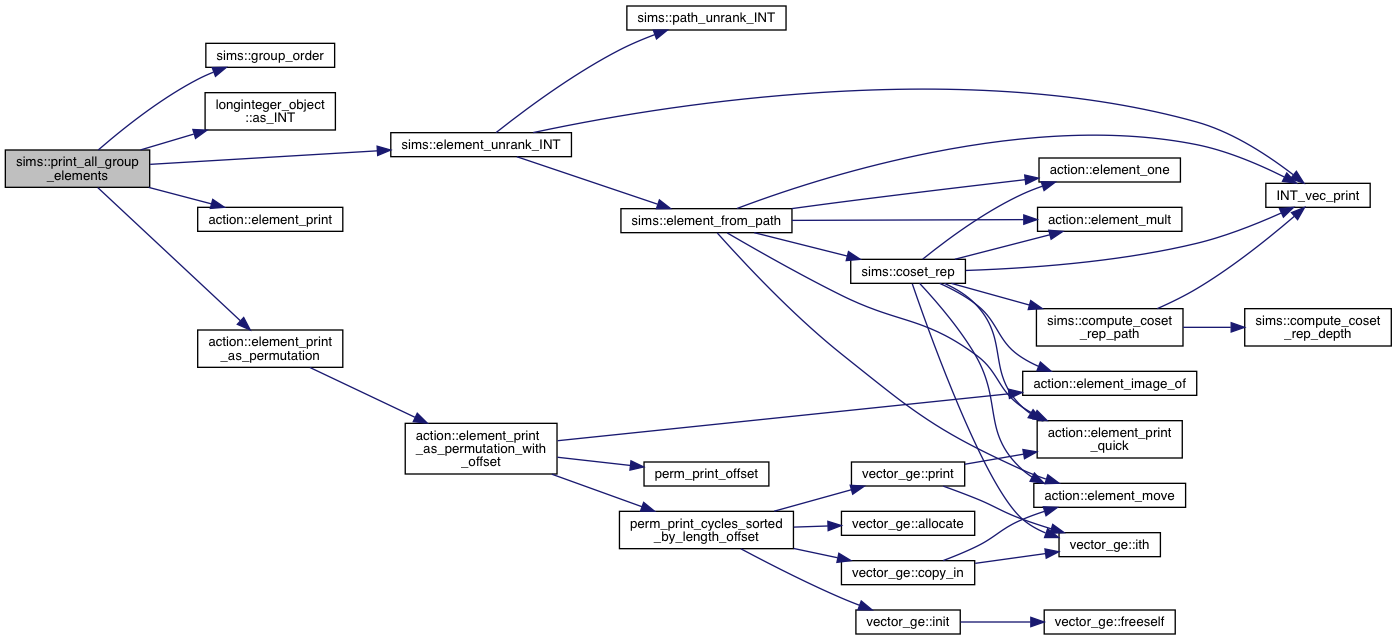 sims::print_all_group
_elements
sims::group_order
longinteger_object
::as_INT
action::element_print
action::element_print
_as_permutation
sims::element_unrank_INT
action::element_print
_as_permutation_with
_offset
sims::path_unrank_INT
sims::element_from_path
perm_print_offset
perm_print_cycles_sorted
_by_length_offset
sims::coset_rep
vector_ge::print
vector_ge::allocate
vector_ge::copy_in
vector_ge::init
action::element_one
action::element_mult
sims::compute_coset
_rep_path
action::element_image_of
action::element_print
_quick
action::element_move
vector_ge::ith
vector_ge::freeself
INT_vec_print
sims::compute_coset
_rep_depth